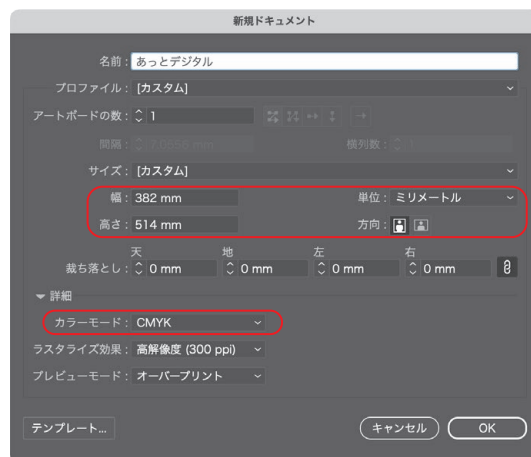 新規ドキュメント
名前： あっとデジタル
プロファイル： [カスタム]
アートボードの数： 1
間隔： 7.0556 mm 横列数： 1
サイズ： [カスタム]
幅： 382 mm 単位： ミリメートル
高さ： 514 mm 方向：
天 地 左 右
裁ち落とし： 0 mm 0 mm 0 mm 0 mm
詳細
カラーモード： CMYK
ラスタライズ効果： 高解像度 (300 ppi)
プレビューモード： オーバープリント
テンプレート... キャンセル OK